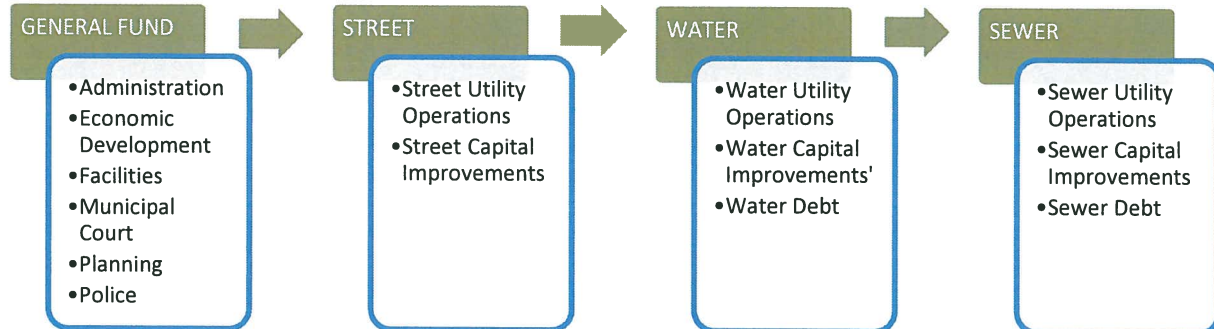 GENERAL FUND
•Administration
•Economic
Development
•Facilities
•Municipal
Court
•Planning
•Police
STREET
•Street Utility
Operations
•Street Capital
Improvements
WATER
•Water Utility
Operations
•Water Capital
Improvements'
•Water Debt
SEWER
•Sewer Utility
Operations
•Sewer Capital
Improvements
•Sewer Debt